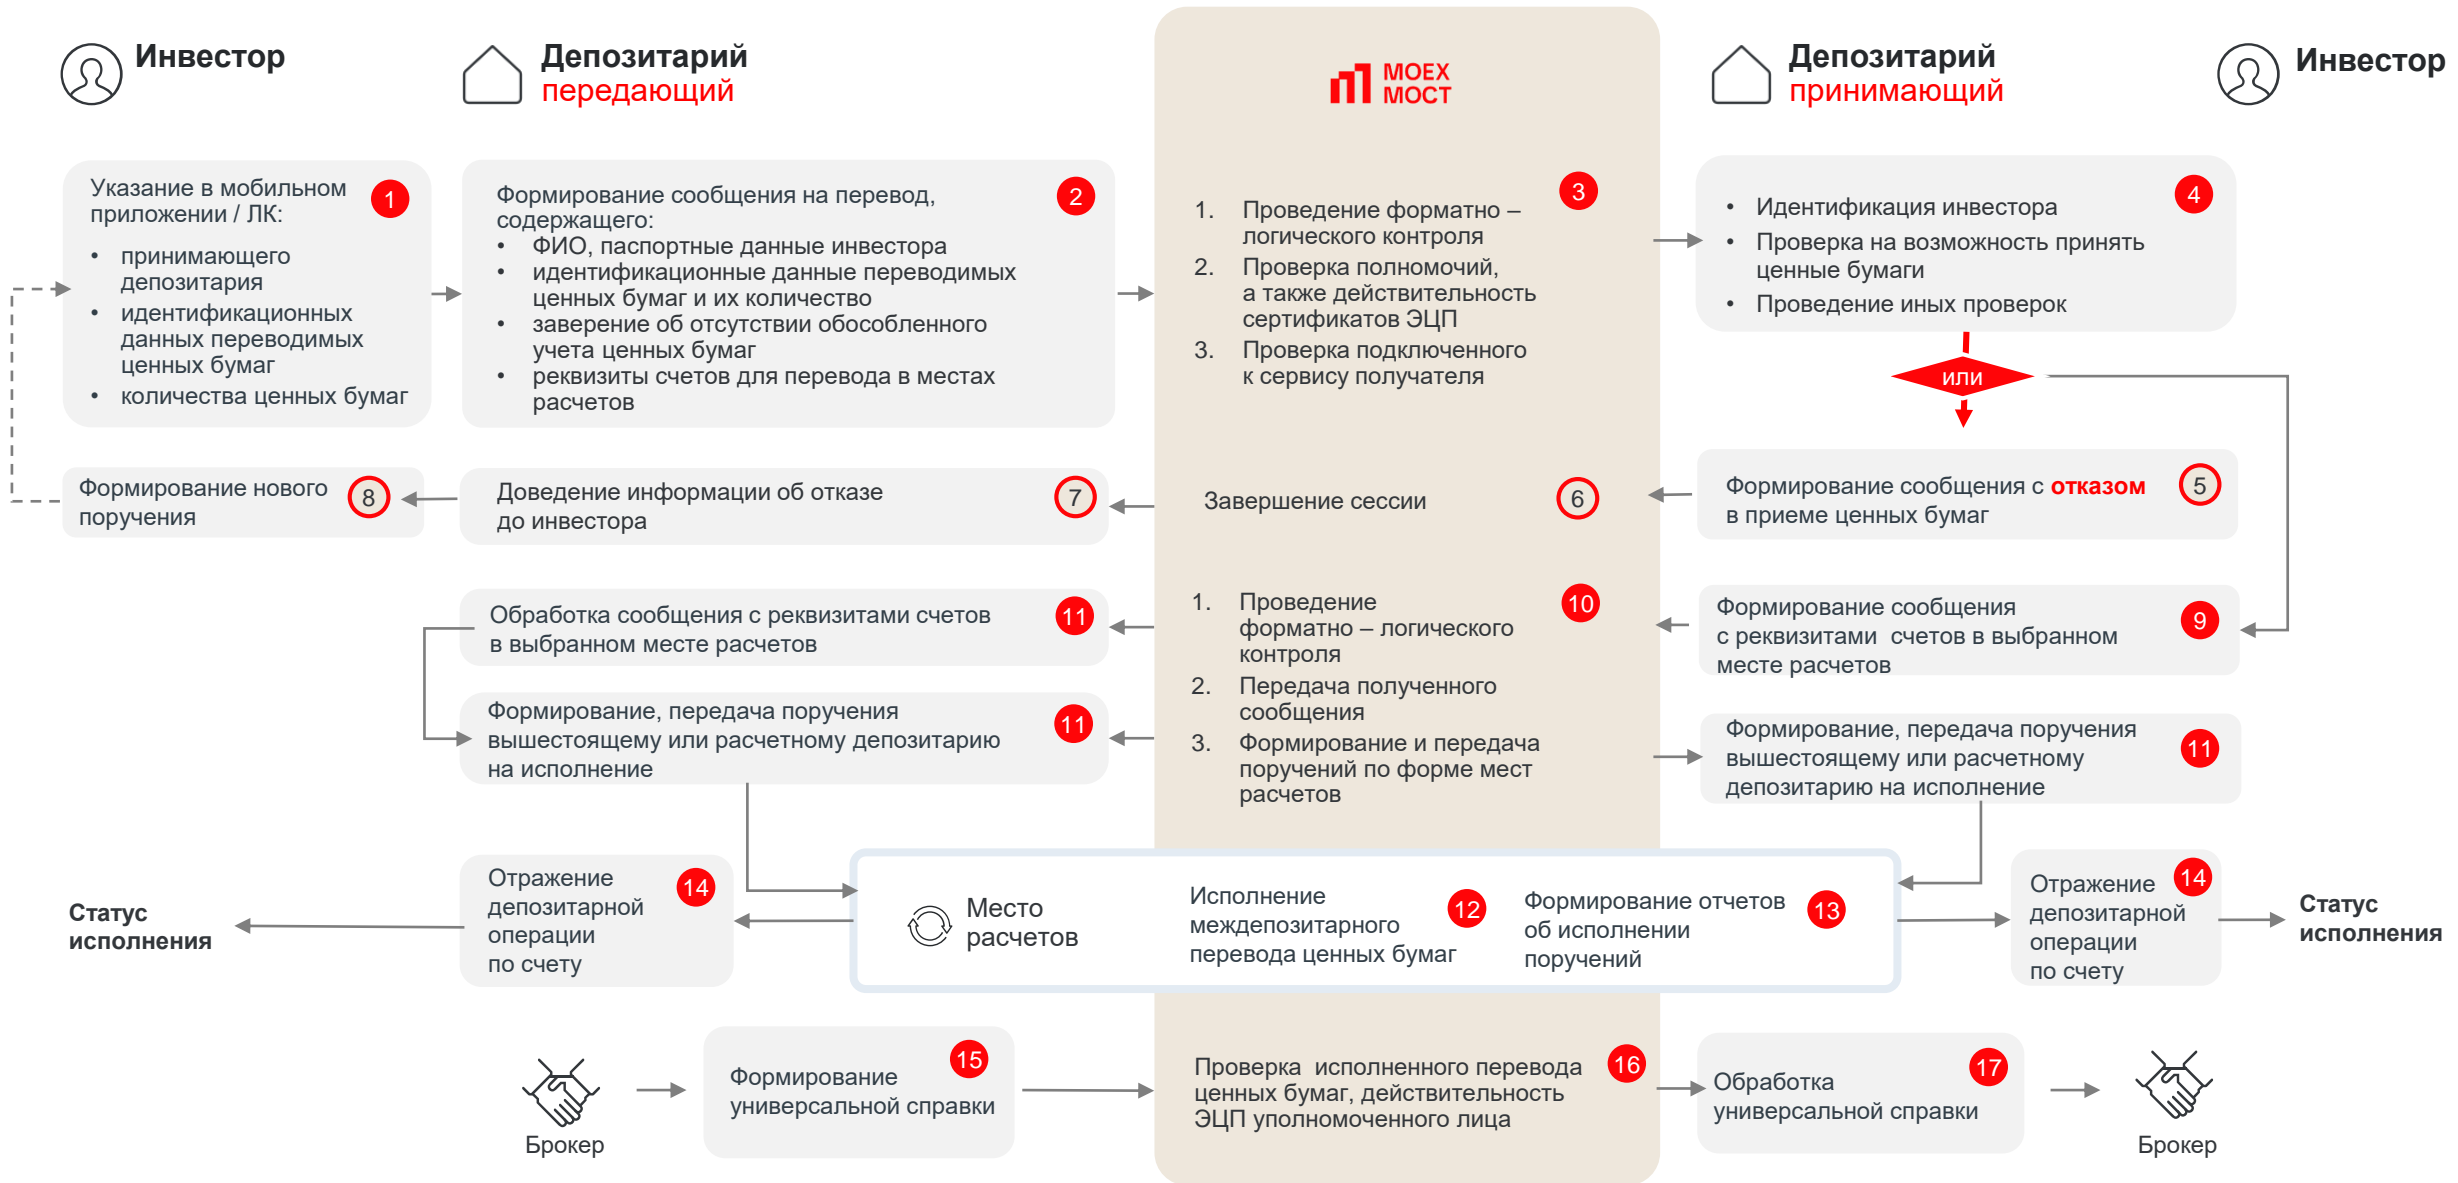 Инвестор
Депозитарий
передающий
MOEX
МОСТ
Депозитарий
принимающий
Инвестор
Указание в мобильном
приложении / ЛК:
• принимающего
депозитария
• идентификационных
данных переводимых
ценных бумаг
• количества ценных бумаг
1
Формирование сообщения на перевод,
содержащего:
• ФИО, паспортные данные инвестора
• идентификационные данные переводимых
ценных бумаг и их количество
• заверение об отсутствии обособленного
учета ценных бумаг
• реквизиты счетов для перевода в местах
расчетов
2
1. Проведение форматно –
логического контроля
2. Проверка полномочий,
а также действительность
сертификатов ЭЦП
3. Проверка подключенного
к сервису получателя
3
• Идентификация инвестора
• Проверка на возможность принять
ценные бумаги
• Проведение иных проверок
4
или
Формирование нового
поручения
8
Доведение информации об отказе
до инвестора
7
Завершение сессии
6
Формирование сообщения с отказом
в приеме ценных бумаг
5
Обработка сообщения с реквизитами счетов
в выбранном месте расчетов
11
1. Проведение
форматно – логического
контроля
2. Передача полученного
сообщения
3. Формирование и передача
поручений по форме мест
расчетов
10
Формирование сообщения
с реквизитами счетов в выбранном
месте расчетов
9
Формирование, передача поручения
вышестоящему или расчетному депозитарию
на исполнение
11
Формирование, передача поручения
вышестоящему или расчетному
депозитарию на исполнение
11
Статус
исполнения
Отражение
депозитарной
операции
по счету
14
Место
расчетов
Исполнение
междепозитарного
перевода ценных бумаг
12
Формирование отчетов
об исполнении
поручений
13
Отражение
депозитарной
операции
по счету
14
Статус
исполнения
Брокер
Формирование
универсальной справки
15
Проверка исполненного перевода
ценных бумаг, действительность
ЭЦП уполномоченного лица
16
Обработка
универсальной справки
17
Брокер